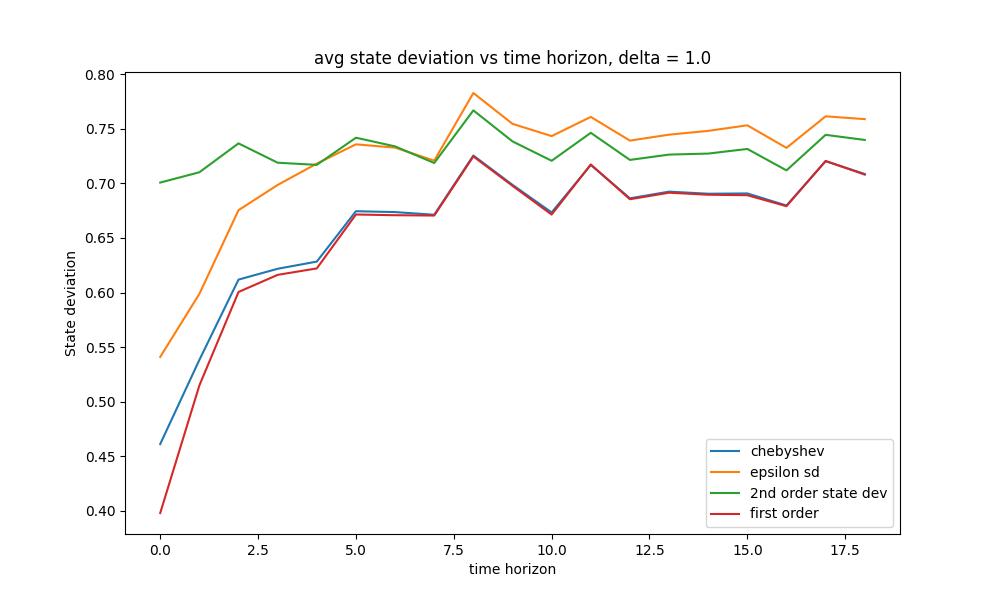 avg state deviation vs time horizon, delta = 1.0
0.80
0.75
0.70
0.65
0.60
0.55
0.50
0.45
0.40
State deviation
chebyshev
epsilon sd
2nd order state dev
first order
0.0 2.5 5.0 7.5 10.0 12.5 15.0 17.5
time horizon